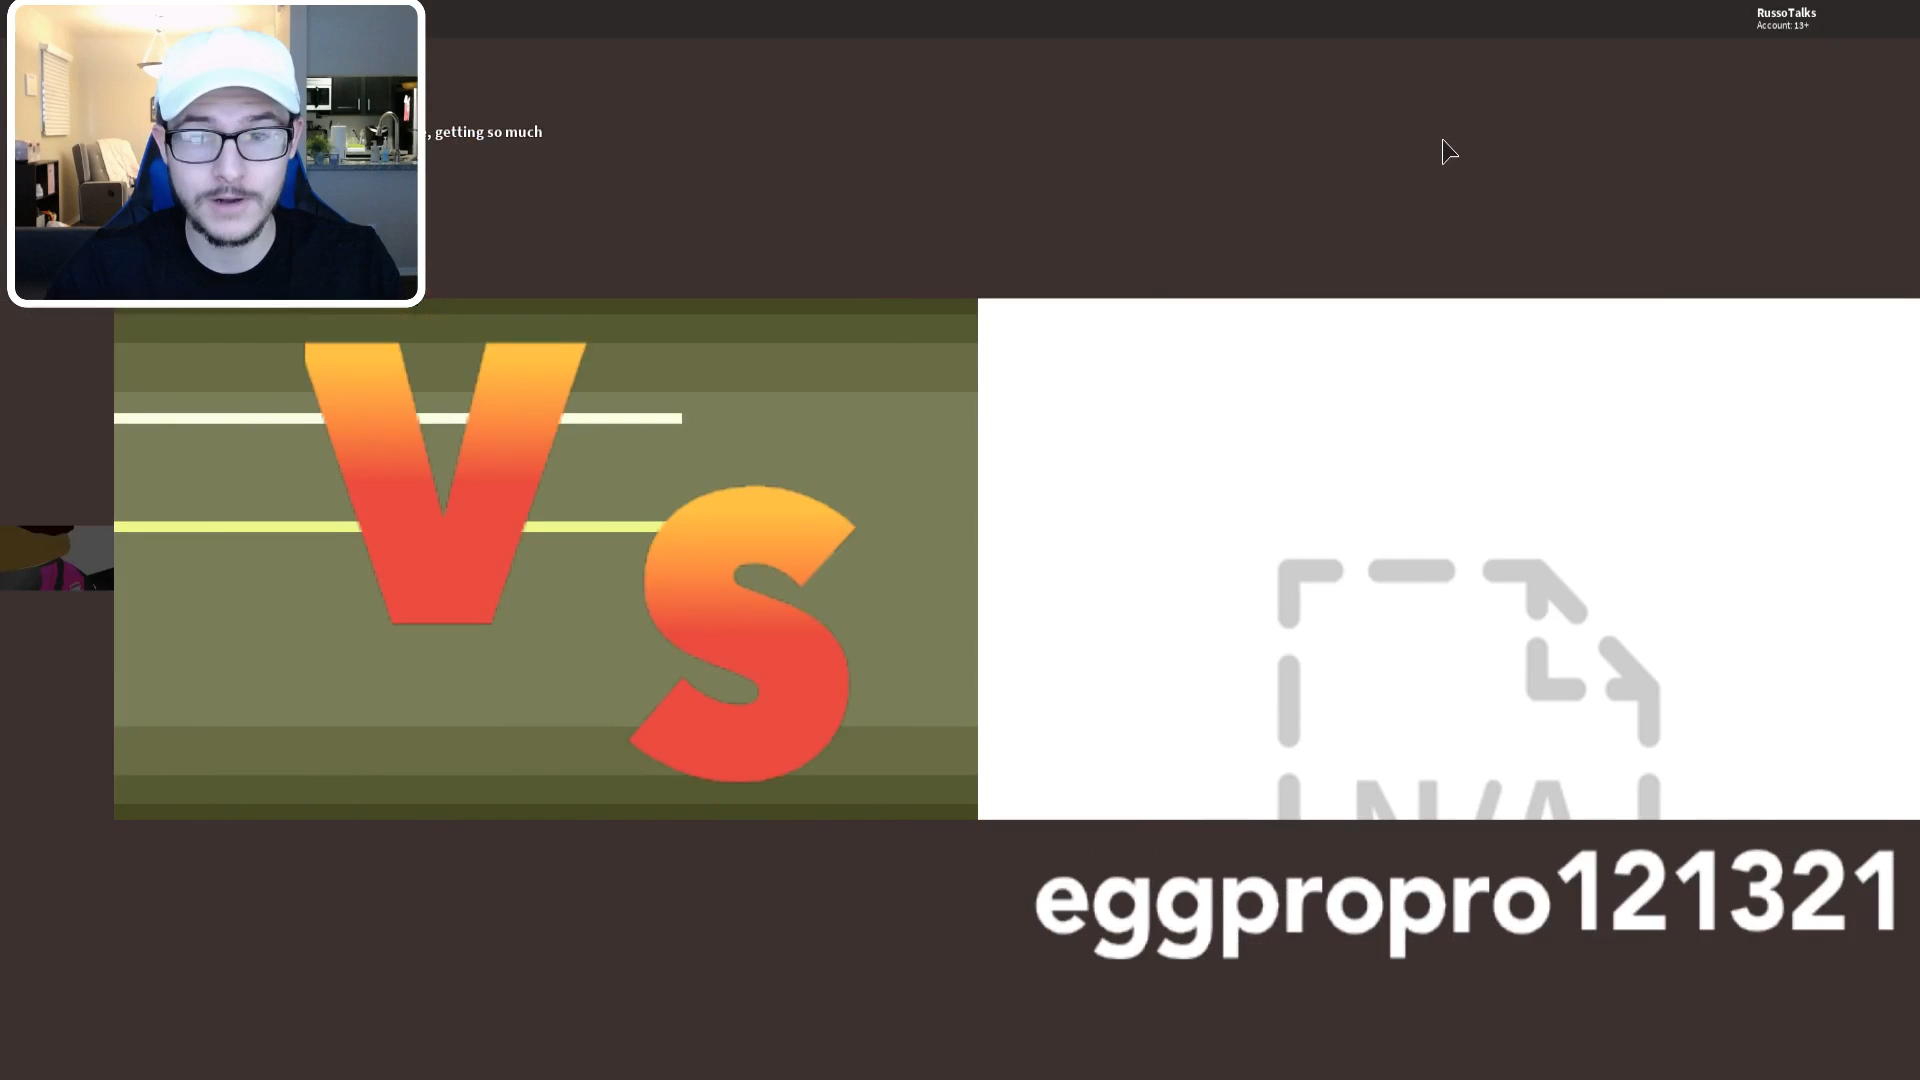 RussoTalks
Account: 13+
, getting so much
VS
N/A
eggpropro121321